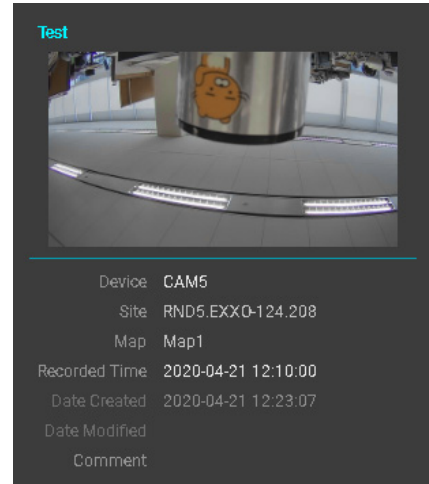 Test
Device CAM5
Site RND5.EXXO-124.208
Map Map1
Recorded Time 2020-04-21 12:10:00
Date Created 2020-04-21 12:23:07
Date Modified
Comment